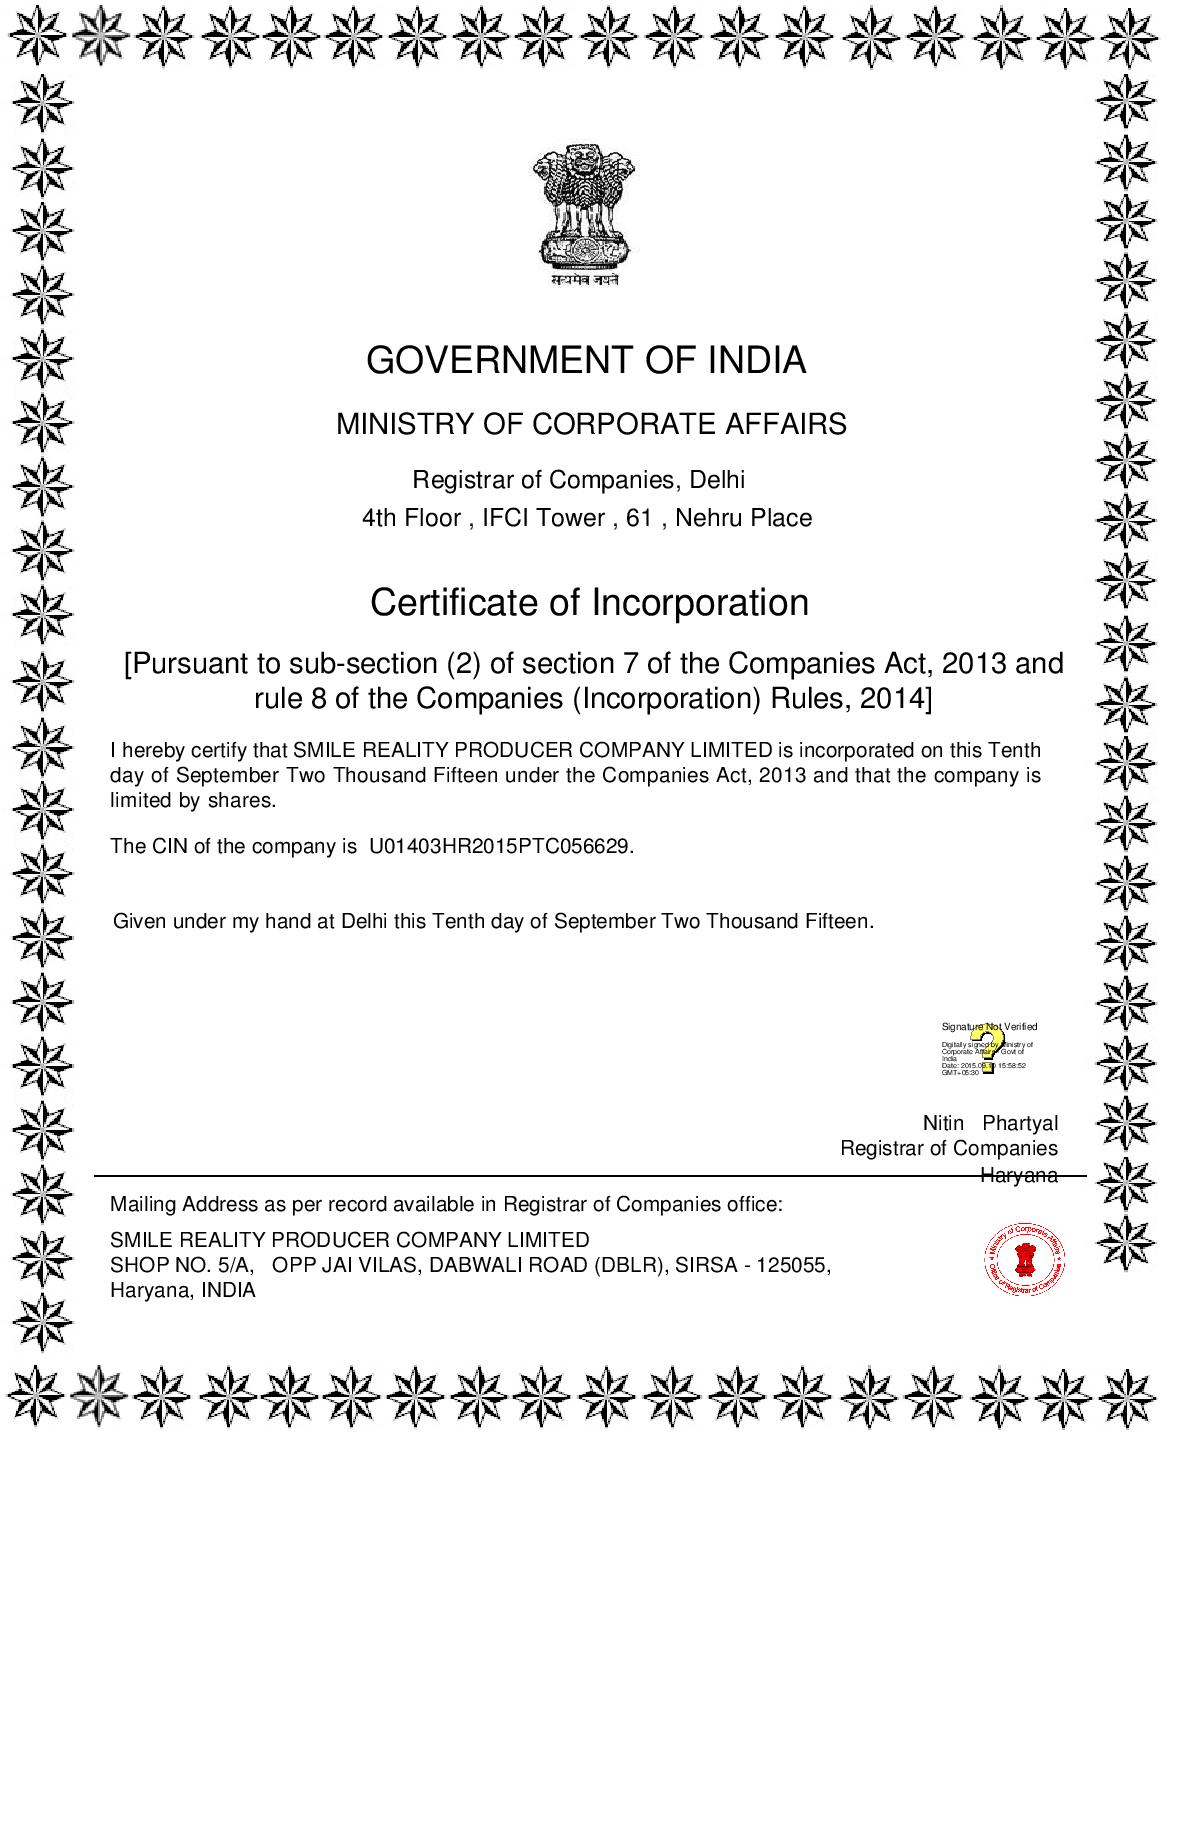 सत्यमेव जयते
GOVERNMENT OF INDIA
MINISTRY OF CORPORATE AFFAIRS
Registrar of Companies, Delhi
4th Floor , IFCI Tower , 61 , Nehru Place
Certificate of Incorporation
[Pursuant to sub-section (2) of section 7 of the Companies Act, 2013 and
rule 8 of the Companies (Incorporation) Rules, 2014]
I hereby certify that SMILE REALITY PRODUCER COMPANY LIMITED is incorporated on this Tenth
day of September Two Thousand Fifteen under the Companies Act, 2013 and that the company is
limited by shares.
The CIN of the company is U01403HR2015PTC056629.
Given under my hand at Delhi this Tenth day of September Two Thousand Fifteen.
Signature Not Verified
Digitally signed by Ministry of
Corporate Affairs Govt of
India
Date: 2015.09.10 15:58:52
GMT+05:30
Nitin Phartyal
Registrar of Companies
Haryana
Mailing Address as per record available in Registrar of Companies office:
SMILE REALITY PRODUCER COMPANY LIMITED
SHOP NO. 5/A, OPP JAI VILAS, DABWALI ROAD (DBLR), SIRSA - 125055,
Haryana, INDIA
Ministry of Corporate Affairs
Office of Registrar of Companies